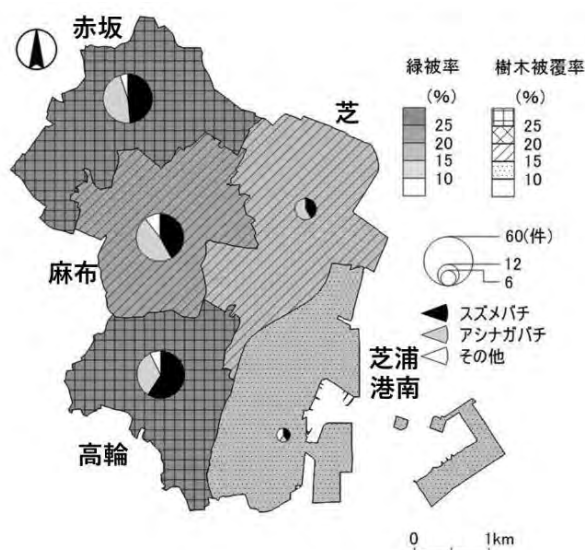 赤坂
芝
麻布
高輪
芝浦
港南
緑被率
(%)
25
20
15
10
樹木被覆率
(%)
25
20
15
10
60(件)
12
6
スズメバチ
アシナガバチ
その他
0 1km